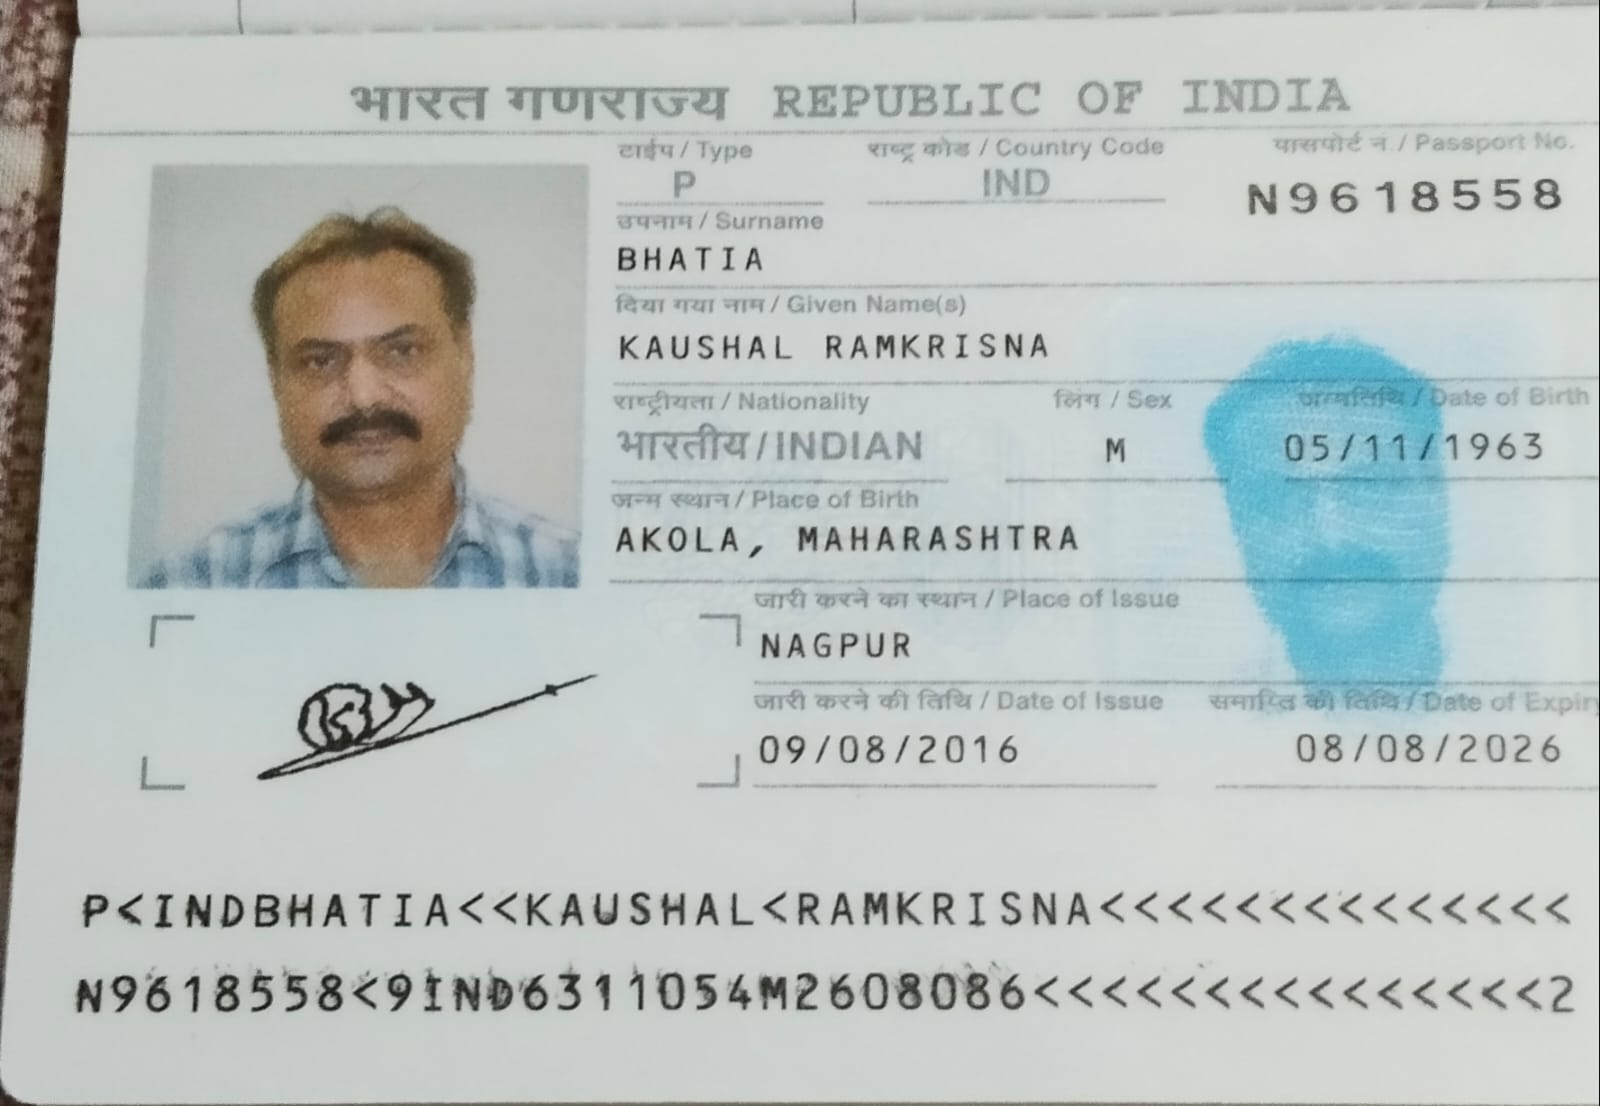 भारत गणराज्य REPUBLIC OF INDIA
टाईप / Type राष्ट्र कोड / Country Code पासपोर्ट नं. / Passport No.
P IND N9618558
उपनाम / Surname
BHATIA
दिया गया नाम / Given Name(s)
KAUSHAL RAMKRISNA
राष्ट्रीयता / Nationality लिंग / Sex जन्मतिथि / Date of Birth
भारतीय / INDIAN M 05/11/1963
जन्म स्थान / Place of Birth
AKOLA, MAHARASHTRA
जारी करने का स्थान / Place of Issue
NAGPUR
जारी करने की तिथि / Date of Issue समाप्ति की तिथि / Date of Expiry
09/08/2016 08/08/2026
P<INDBHATIA<<KAUSHAL<RAMKRISNA<<<<<<<<<<<<<<
N9618558<9IND6311054M2608086<<<<<<<<<<<<<<<2